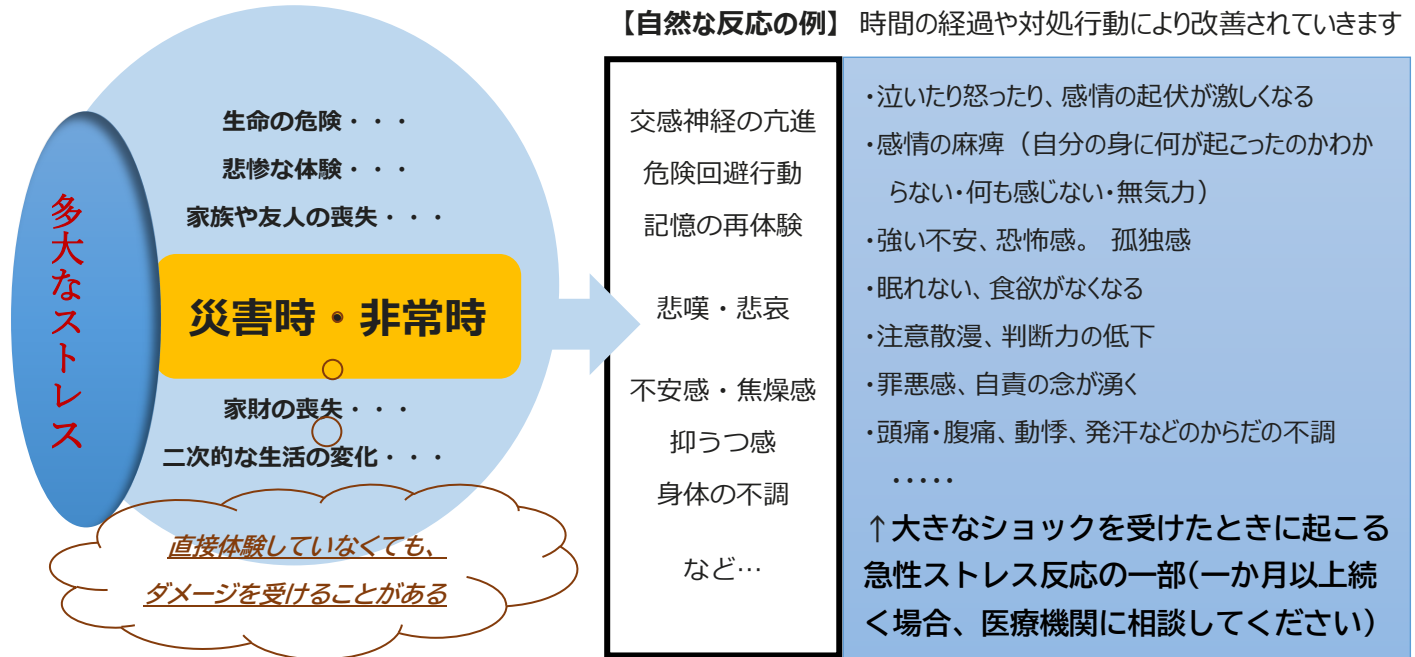 【自然な反応の例】 時間の経過や対処行動により改善されていきます
多大なストレス
生命の危険・・・
悲惨な体験・・・
家族や友人の喪失・・・
災害時・非常時
家財の喪失・・・
二次的な生活の変化・・・
直接体験していなくても、
ダメージを受けることがある
交感神経の亢進
危険回避行動
記憶の再体験
悲嘆・悲哀
不安感・焦燥感
抑うつ感
身体の不調
など…
・泣いたり怒ったり、感情の起伏が激しくなる
・感情の麻痺（自分の身に何が起こったのかわか
らない・何も感じない・無気力）
・強い不安、恐怖感。 孤独感
・眠れない、食欲がなくなる
・注意散漫、判断力の低下
・罪悪感、自責の念が湧く
・頭痛・腹痛、動悸、発汗などのからだの不調
・・・・・
↑大きなショックを受けたときに起こる
急性ストレス反応の一部(一か月以上続
く場合、医療機関に相談してください）